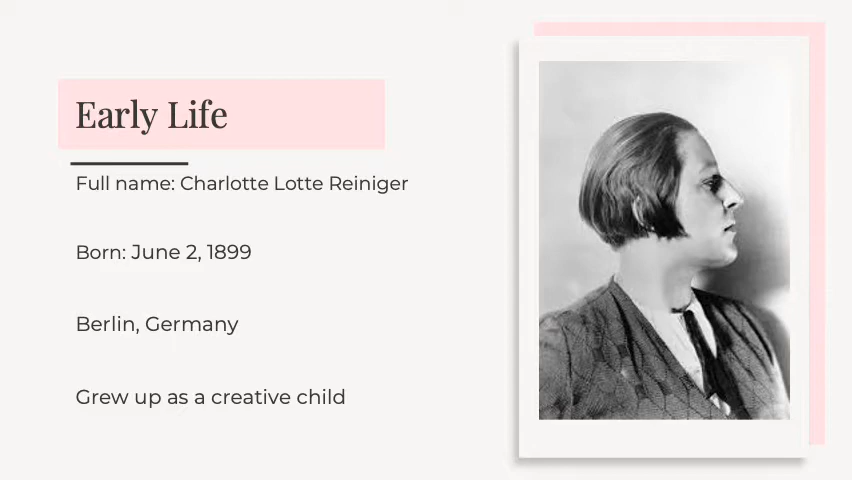 Early Life
Full name: Charlotte Lotte Reiniger
Born: June 2, 1899
Berlin, Germany
Grew up as a creative child